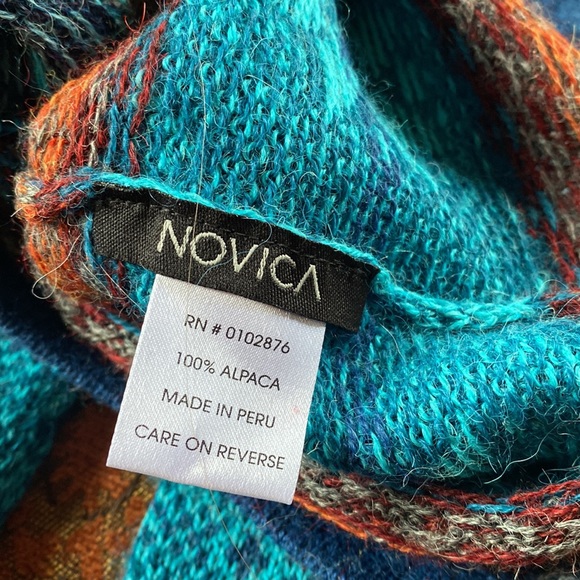 NOVICA
RN # 0102876
100% ALPACA
MADE IN PERU
CARE ON REVERSE